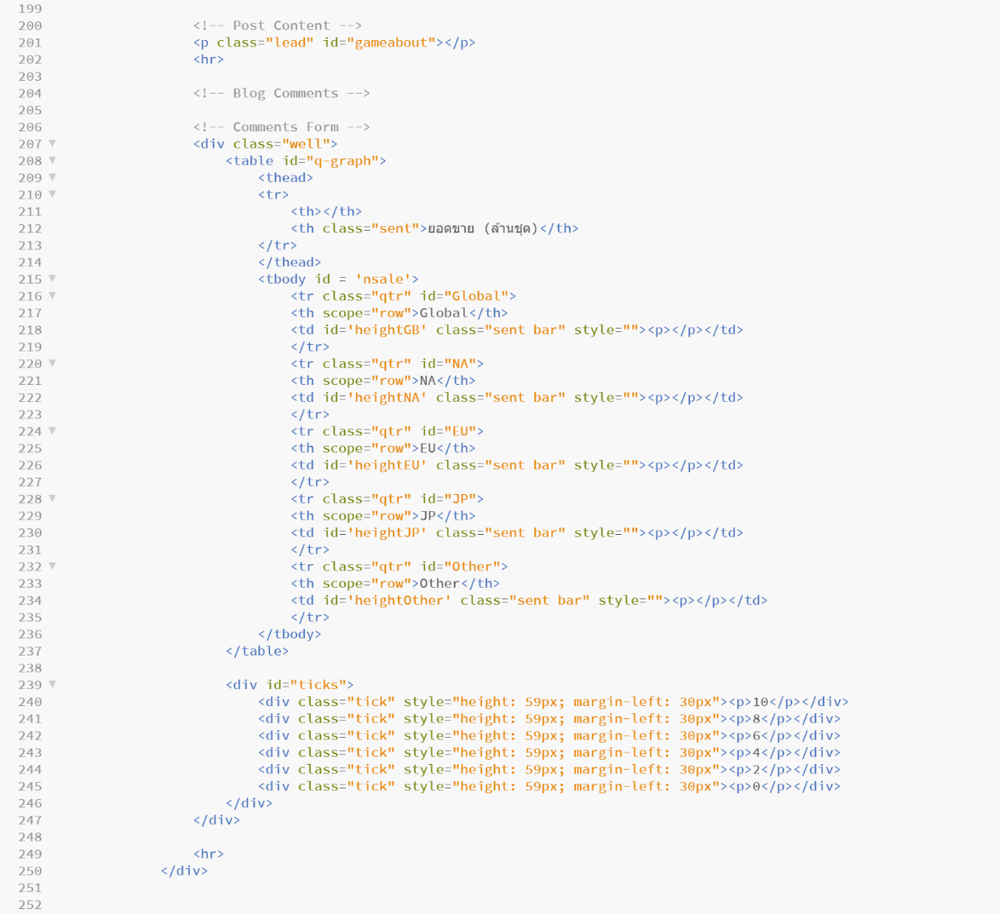 199
200 <!-- Post Content -->
201 <p class="lead" id="gameabout"></p>
202 <hr>
203
204 <!-- Blog Comments -->
205
206 <!-- Comments Form -->
207 <div class="well">
208 <table id="q-graph">
209 <thead>
210 <tr>
211 <th></th>
212 <th class="sent">ยอดขาย (ล้านชุด)</th>
213 </tr>
214 </thead>
215 <tbody id = 'nsale'>
216 <tr class="qtr" id="Global">
217 <th scope="row">Global</th>
218 <td id='heightGB' class="sent bar" style=""><p></p></td>
219 </tr>
220 <tr class="qtr" id="NA">
221 <th scope="row">NA</th>
222 <td id='heightNA' class="sent bar" style=""><p></p></td>
223 </tr>
224 <tr class="qtr" id="EU">
225 <th scope="row">EU</th>
226 <td id='heightEU' class="sent bar" style=""><p></p></td>
227 </tr>
228 <tr class="qtr" id="JP">
229 <th scope="row">JP</th>
230 <td id='heightJP' class="sent bar" style=""><p></p></td>
231 </tr>
232 <tr class="qtr" id="Other">
233 <th scope="row">Other</th>
234 <td id='heightOther' class="sent bar" style=""><p></p></td>
235 </tr>
236 </tbody>
237 </table>
238
239 <div id="ticks">
240 <div class="tick" style="height: 59px; margin-left: 30px"><p>10</p></div>
241 <div class="tick" style="height: 59px; margin-left: 30px"><p>8</p></div>
242 <div class="tick" style="height: 59px; margin-left: 30px"><p>6</p></div>
243 <div class="tick" style="height: 59px; margin-left: 30px"><p>4</p></div>
244 <div class="tick" style="height: 59px; margin-left: 30px"><p>2</p></div>
245 <div class="tick" style="height: 59px; margin-left: 30px"><p>0</p></div>
246 </div>
247 </div>
248
249 <hr>
250 </div>
251
252